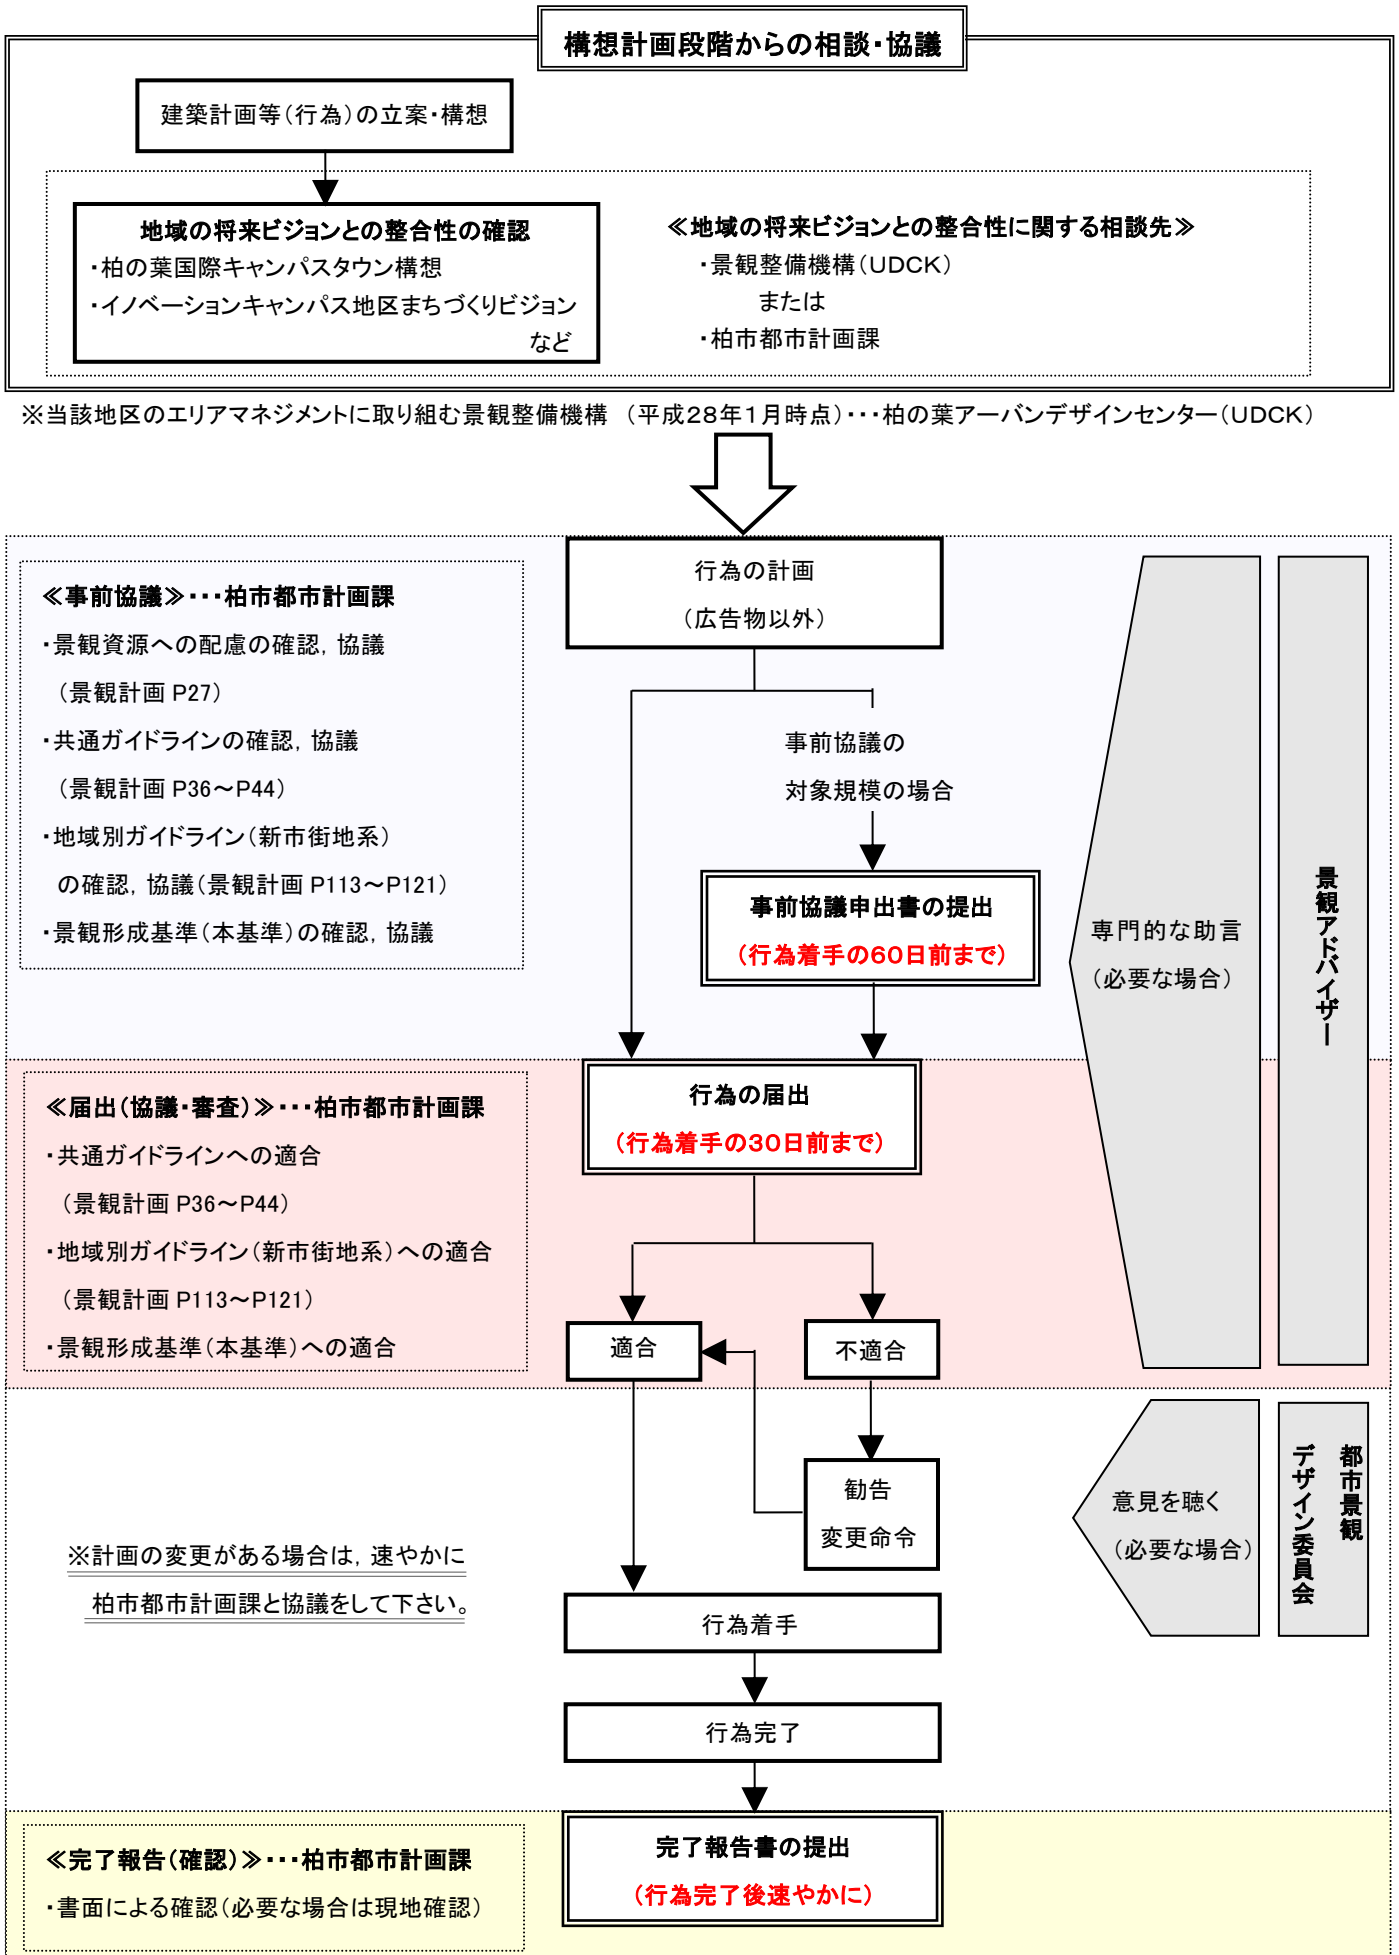 構想計画段階からの相談・協議
建築計画等（行為）の立案・構想
地域の将来ビジョンとの整合性の確認
・柏の葉国際キャンパスタウン構想
・イノベーションキャンパス地区まちづくりビジョン
など
≪地域の将来ビジョンとの整合性に関する相談先≫
・景観整備機構（UDCK）
または
・柏市都市計画課
※当該地区のエリアマネジメントに取り組む景観整備機構 （平成28年1月時点）・・・柏の葉アーバンデザインセンター（UDCK）
≪事前協議≫・・・柏市都市計画課
・景観資源への配慮の確認，協議
（景観計画 P27）
・共通ガイドラインの確認，協議
（景観計画 P36～P44）
・地域別ガイドライン（新市街地系）
の確認，協議（景観計画 P113～P121）
・景観形成基準（本基準）の確認，協議
行為の計画
（広告物以外）
事前協議の
対象規模の場合
事前協議申出書の提出
（行為着手の60日前まで）
専門的な助言
（必要な場合）
景観アドバイザー
≪届出（協議・審査）≫・・・柏市都市計画課
・共通ガイドラインへの適合
（景観計画 P36～P44）
・地域別ガイドライン（新市街地系）への適合
（景観計画 P113～P121）
・景観形成基準（本基準）への適合
行為の届出
（行為着手の30日前まで）
適合
不適合
勧告
変更命令
意見を聴く
（必要な場合）
都市景観
デザイン委員会
※計画の変更がある場合は，速やかに
柏市都市計画課と協議をして下さい。
行為着手
行為完了
≪完了報告（確認）≫・・・柏市都市計画課
・書面による確認（必要な場合は現地確認）
完了報告書の提出
（行為完了後速やかに）